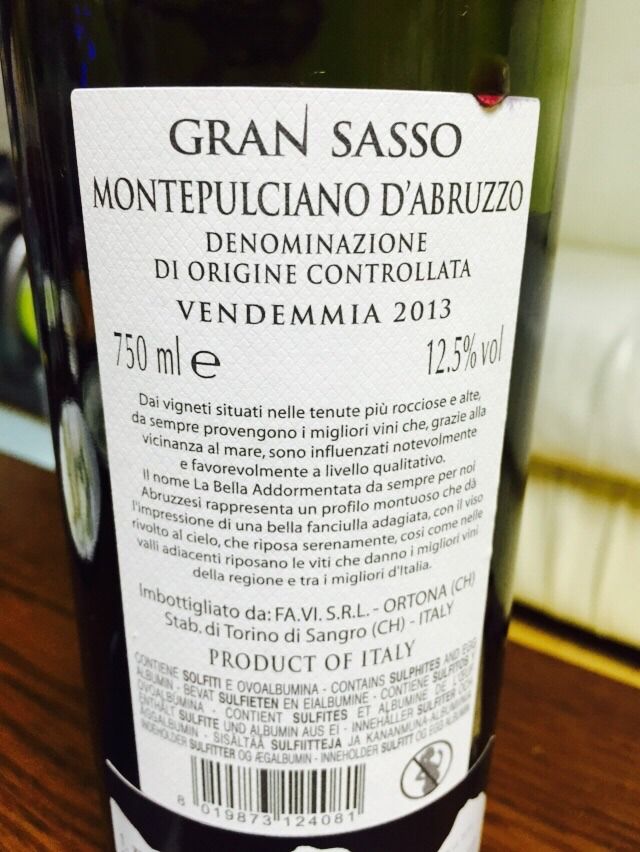 GRAN SASSO
MONTEPULCIANO D'ABRUZZO
DENOMINAZIONE
DI ORIGINE CONTROLLATA
VENDEMMIA 2013
750 ml e 12.5% vol
Dai vigneti situati nelle tenute più rocciose e alte,
da sempre provengono i migliori vini che, grazie alla
vicinanza al mare, sono influenzati notevolmente
e favorevolmente a livello qualitativo.
Il nome La Bella Addormentata da sempre per noi
Abruzzesi rappresenta un profilo montuoso che dà
l'impressione di una bella fanciulla adagiata, con il viso
rivolto al cielo, che riposa serenamente, così come nelle
valli adiacenti riposano le viti che danno i migliori vini
della regione e tra i migliori d'Italia.
Imbottigliato da: FA.VI. S.R.L. - ORTONA (CH)
Stab. di Torino di Sangro (CH) - ITALY
PRODUCT OF ITALY
CONTIENE SOLFITI E OVOALBUMINA - CONTAINS SULPHITES AND EGG
ALBUMIN - BEVAT SULFIETEN EN EIALBUMINE - CONTIENE SULFITOS
OVOALBUMINA - CONTIENT SULFITES ET ALBUMINE DE
ENTHÄLT SULFITE UND ALBUMIN AUS EI - INNEHÅLLER SULFITER
ÄGGALBUMIN - SISÄLTÄÄ SULFIITTEJA JA KANANMUNA-ALBUMIINIA
INDEHOLDER SULFITTER OG ÆGALBUMIN - INNEHOLDER SULFITT OG
8 019873 124081